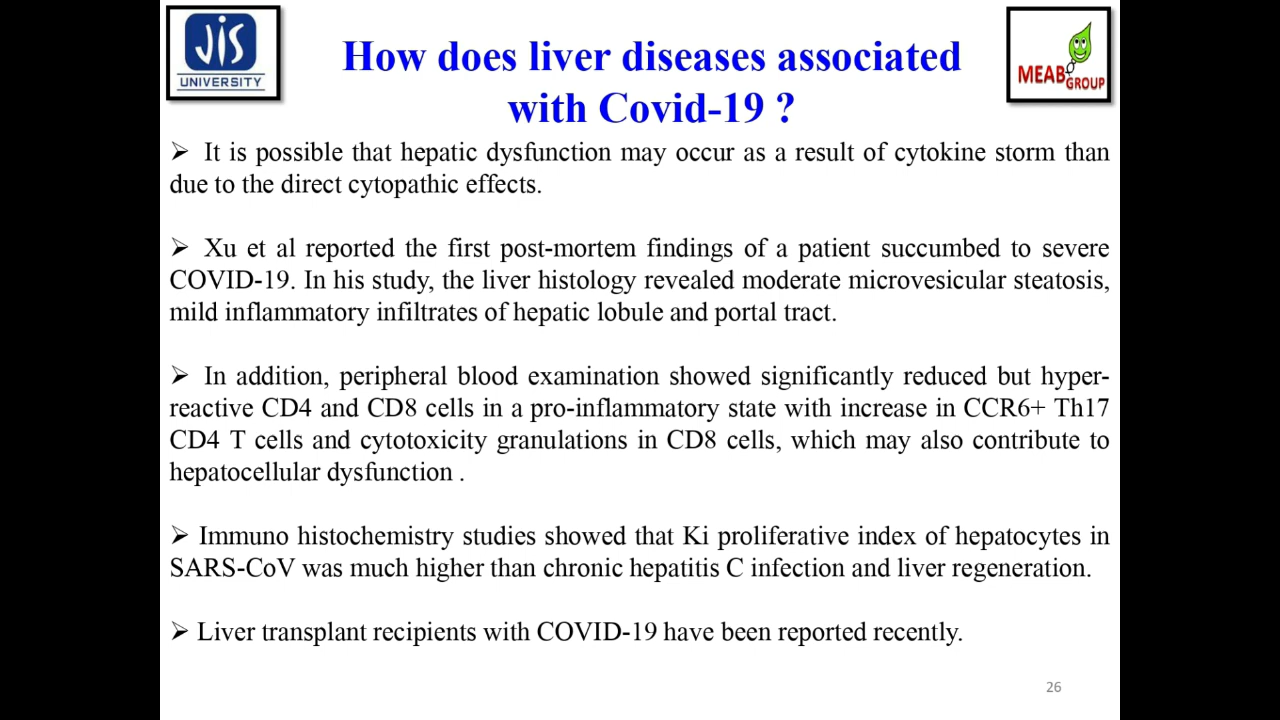 JIS
UNIVERSITY
MEAB
GROUP
How does liver diseases associated
with Covid-19 ?
➢ It is possible that hepatic dysfunction may occur as a result of cytokine storm than
due to the direct cytopathic effects.
➢ Xu et al reported the first post-mortem findings of a patient succumbed to severe
COVID-19. In his study, the liver histology revealed moderate microvesicular steatosis,
mild inflammatory infiltrates of hepatic lobule and portal tract.
➢ In addition, peripheral blood examination showed significantly reduced but hyper-
reactive CD4 and CD8 cells in a pro-inflammatory state with increase in CCR6+ Th17
CD4 T cells and cytotoxicity granulations in CD8 cells, which may also contribute to
hepatocellular dysfunction .
➢ Immuno histochemistry studies showed that Ki proliferative index of hepatocytes in
SARS-CoV was much higher than chronic hepatitis C infection and liver regeneration.
➢ Liver transplant recipients with COVID-19 have been reported recently.
26